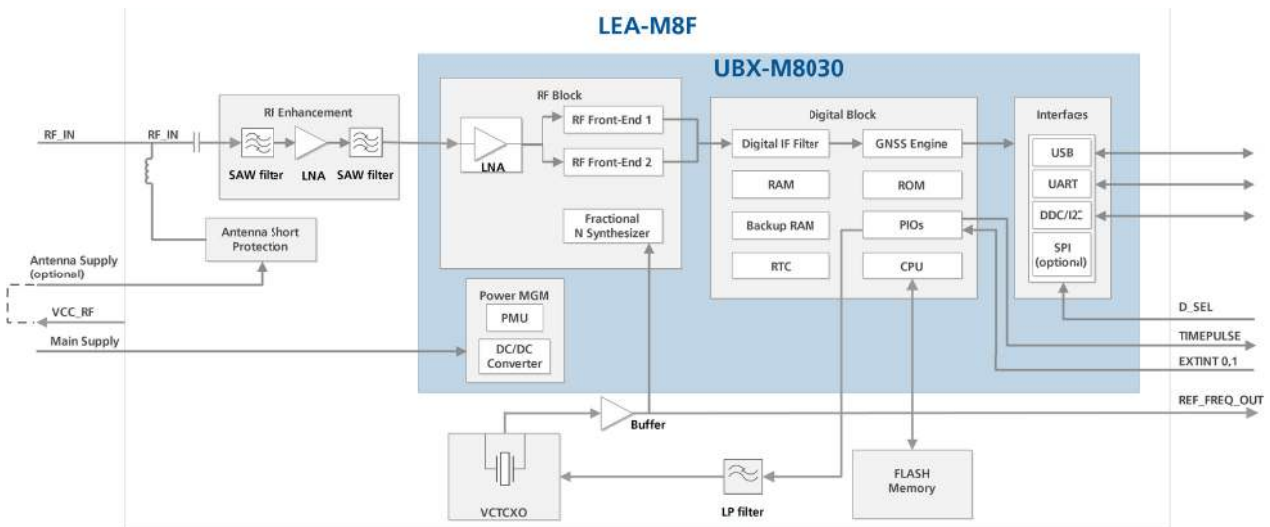 LEA-M8F
UBX-M8030
RF Enhancement
RF_IN
RF_IN
SAW filter
LNA
SAW filter
Antenna Short
Protection
Antenna Supply
(optional)
VCC_RF
Main Supply
RF Block
LNA
RF Front-End 1
RF Front-End 2
Fractional
N Synthesizer
Power MGM
PMU
DC/DC
Converter
Digital Block
Digital IF Filter
GNSS Engine
RAM
ROM
Backup RAM
PIOs
RTC
CPU
Interfaces
USB
UART
DDC/I2C
SPI
(optional)
D_SEL
TIMEPULSE
EXTINT 0,1
REF_FREQ_OUT
Buffer
VCTCXO
LP filter
FLASH
Memory